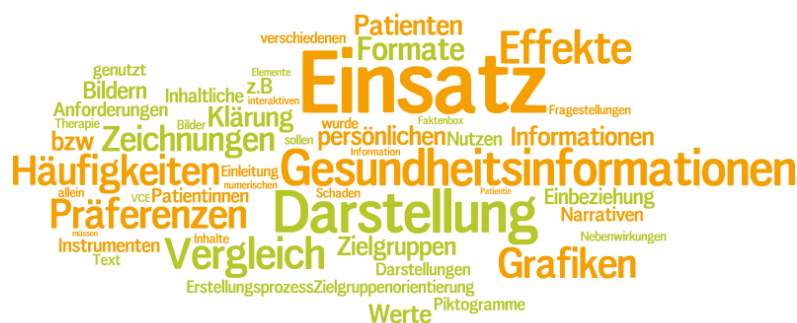 Patienten
verschiedenen
Formate Effekte
Einsatz
genutzt Elemente
Bildern Inhaltliche z.B interaktiven
Anforderungen Klärung Faktenbox Fragestellungen
Therapie Bilder wurde
bzw Zeichnungen sollen persönlichen Nutzen Informationen
Information
Häufigkeiten Einleitung Gesundheitsinformationen
numerischen
allein VCE Patientinnen Schaden Patientin Einbeziehung
Präferenzen Darstellung Narrativen
müssen
Instrumenten Inhalte Zielgruppen Nebenwirkungen
Text Vergleich Grafiken
Darstellungen
Erstellungsprozess Zielgruppenorientierung
Piktogramme
Werte